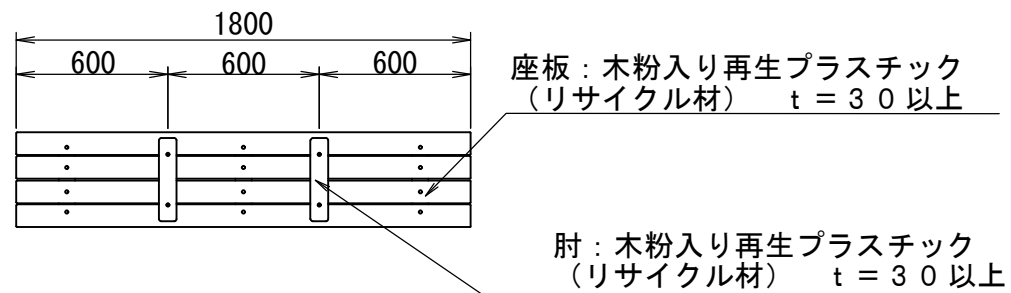 1800
600 600 600
座板：木粉入り再生プラスチック
（リサイクル材）　ｔ＝３０以上
肘：木粉入り再生プラスチック
（リサイクル材）　ｔ＝３０以上